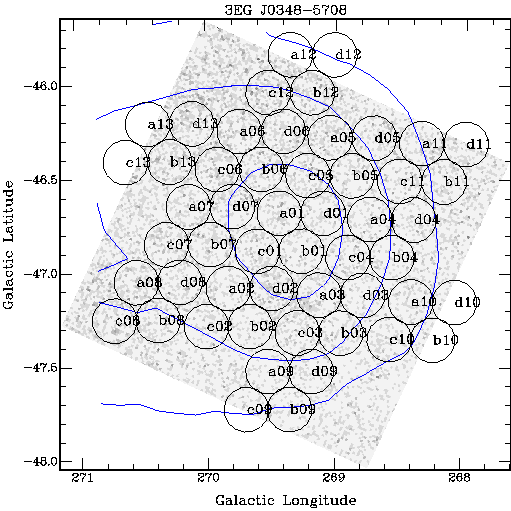 3EG J0348-5708
a12 d12
-46.0
c12 b12
a13 d13 a06 d06 a05 d05 a11 d11
c13 b13 c06 b06 c05 b05 c11 b11
-46.5
a07 d07 a01 d01 a04 d04
c07 b07 c01 b01 c04 b04
-47.0
a08 d08 a02 d02 a03 d03 a10 d10
c08 b08 c02 b02 c03 b03 c10 b10
-47.5
a09 d09
c09 b09
-48.0
271 270 269 268
Galactic Longitude
Galactic Latitude